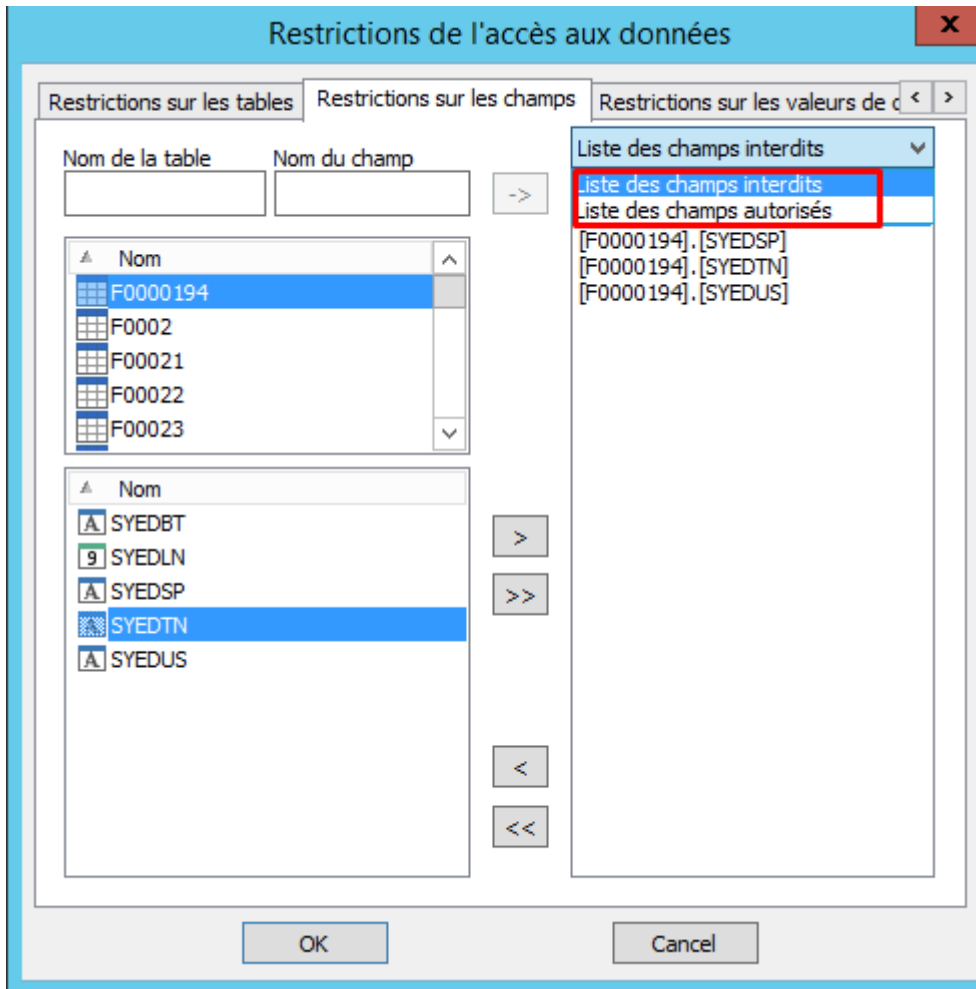 Restrictions de l'accès aux données
x
Restrictions sur les tables
Restrictions sur les champs
Restrictions sur les valeurs de
< >
Nom de la table
Nom du champ
->
Liste des champs interdits
Liste des champs interdits
Liste des champs autorisés
[F0000194].[SYEDSP]
[F0000194].[SYEDTN]
[F0000194].[SYEDUS]
Nom
F0000194
F0002
F00021
F00022
F00023
Nom
A SYEDBT
9 SYEDLN
A SYEDSP
A SYEDTN
A SYEDUS
>
>>
<
<<
OK
Cancel